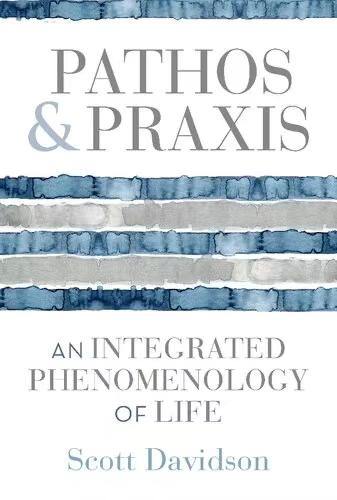 PATHOS
& PRAXIS
AN INTEGRATED
PHENOMENOLOGY
OF LIFE
Scott Davidson